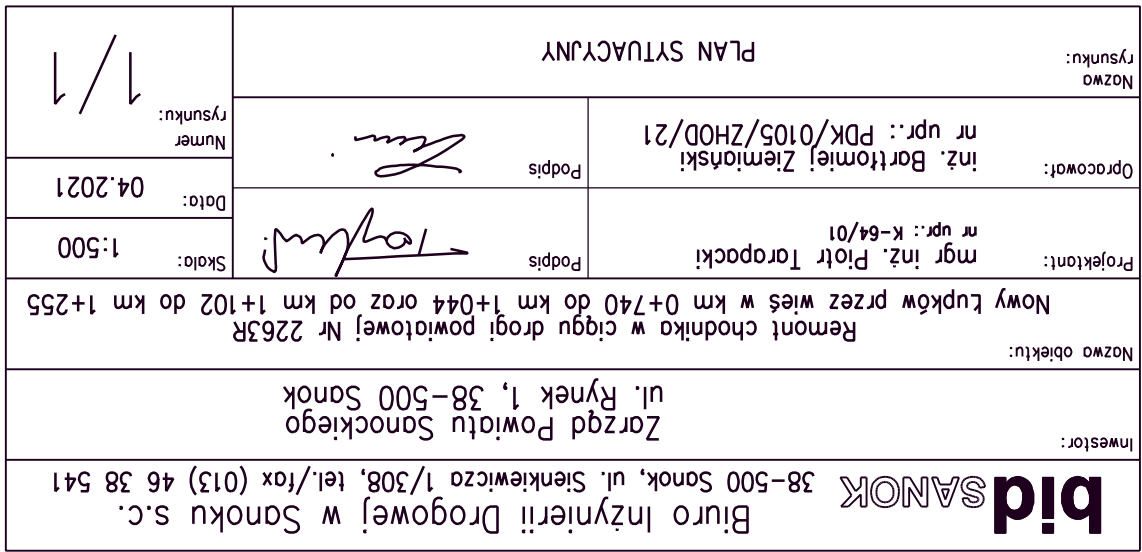 bid SANOK
Biuro Inżynierii Drogowej w Sanoku s.c.
38-500 Sanok, ul. Sienkiewicza 1/308, tel./fax (013) 46 38 541
Inwestor:
Zarząd Powiatu Sanockiego
ul. Rynek 1, 38-500 Sanok
Nazwa obiektu:
Remont chodnika w ciągu drogi powiatowej Nr 2263R
Nowy Łupków przez wieś w km 0+740 do km 1+044 oraz od km 1+102 do km 1+255
Projektant:
mgr inż. Piotr Tarapacki
nr upr.: K-64/01
Podpis
Skala:
1:500
Data:
04.2021
Opracował:
inż. Bartłomiej Ziemiański
nr upr.: PDK/0105/ZHOD/21
Podpis
Numer
rysunku:
1/1
Nazwa
rysunku:
PLAN SYTUACYJNY